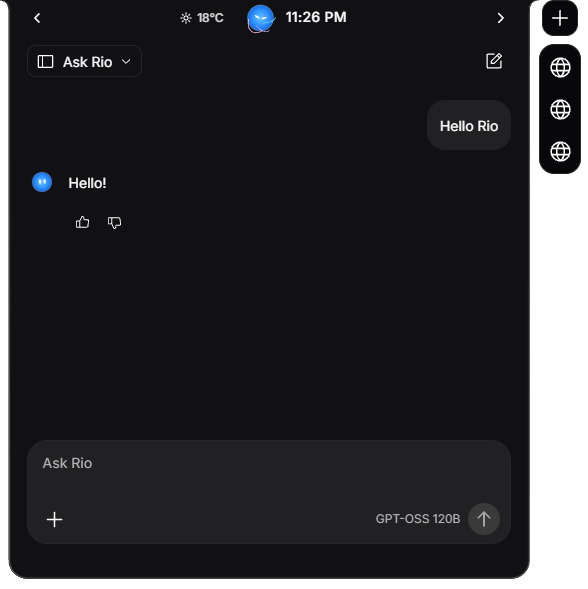 18°C
11:26 PM
Ask Rio
Hello Rio
Hello!
Ask Rio
GPT-OSS 120B